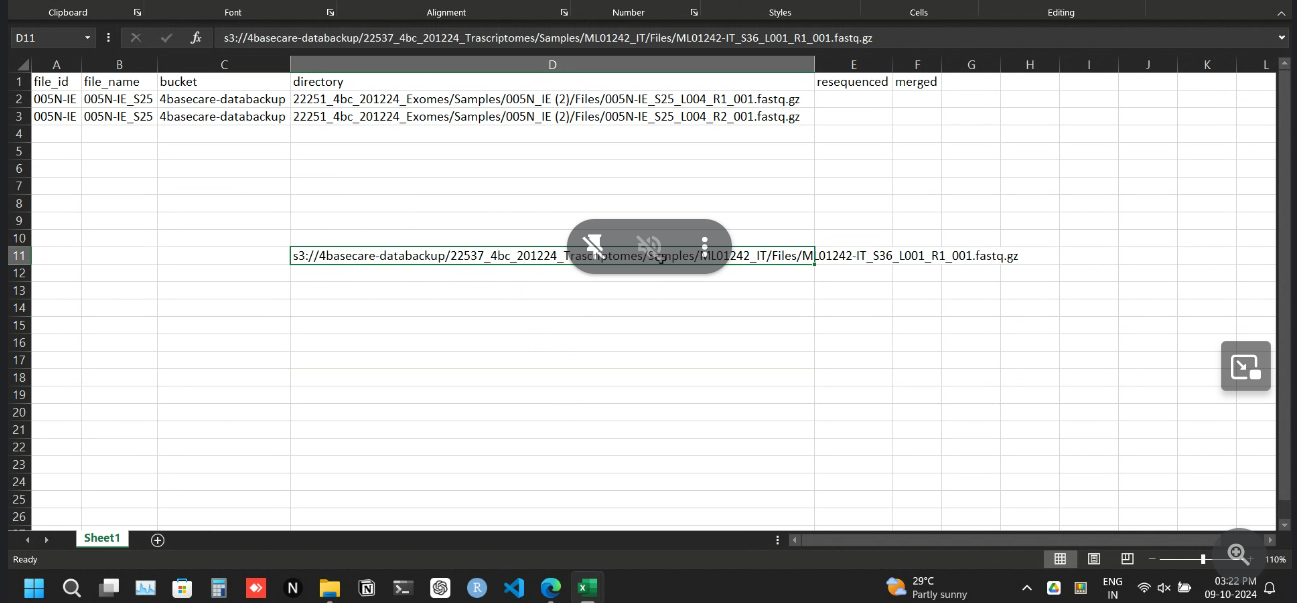 Clipboard Font Alignment Number Styles Cells Editing
D11 fx s3://4basecare-databackup/22537_4bc_201224_Trascriptomes/Samples/ML01242_IT/Files/ML01242-IT_S36_L001_R1_001.fastq.gz
A B C D E F G H I J K L
1 file_id file_name bucket directory resequenced merged
2 005N-IE 005N-IE_S25 4basecare-databackup 22251_4bc_201224_Exomes/Samples/005N_IE (2)/Files/005N-IE_S25_L004_R1_001.fastq.gz
3 005N-IE 005N-IE_S25 4basecare-databackup 22251_4bc_201224_Exomes/Samples/005N_IE (2)/Files/005N-IE_S25_L004_R2_001.fastq.gz
4
5
6
7
8
9
10
11 s3://4basecare-databackup/22537_4bc_201224_Trascriptomes/Samples/ML01242_IT/Files/ML01242-IT_S36_L001_R1_001.fastq.gz
12
13
14
15
16
17
18
19
20
21
22
23
24
25
26
Sheet1
Ready 110%
29°C ENG 03:22 PM
Partly sunny IN 09-10-2024